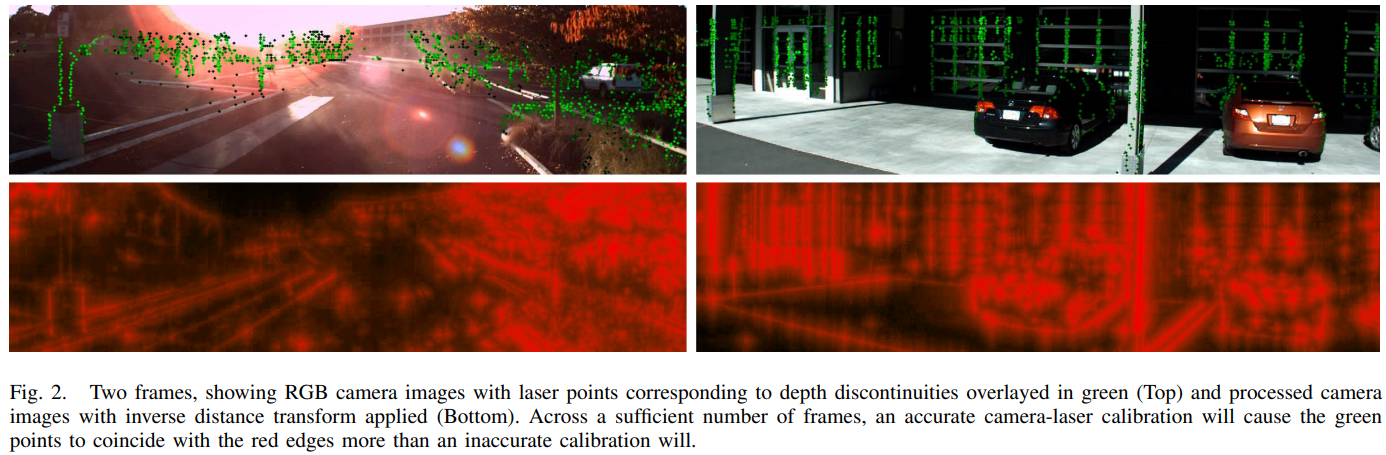 Fig. 2. Two frames, showing RGB camera images with laser points corresponding to depth discontinuities overlayed in green (Top) and processed camera
images with inverse distance transform applied (Bottom). Across a sufficient number of frames, an accurate camera-laser calibration will cause the green
points to coincide with the red edges more than an inaccurate calibration will.